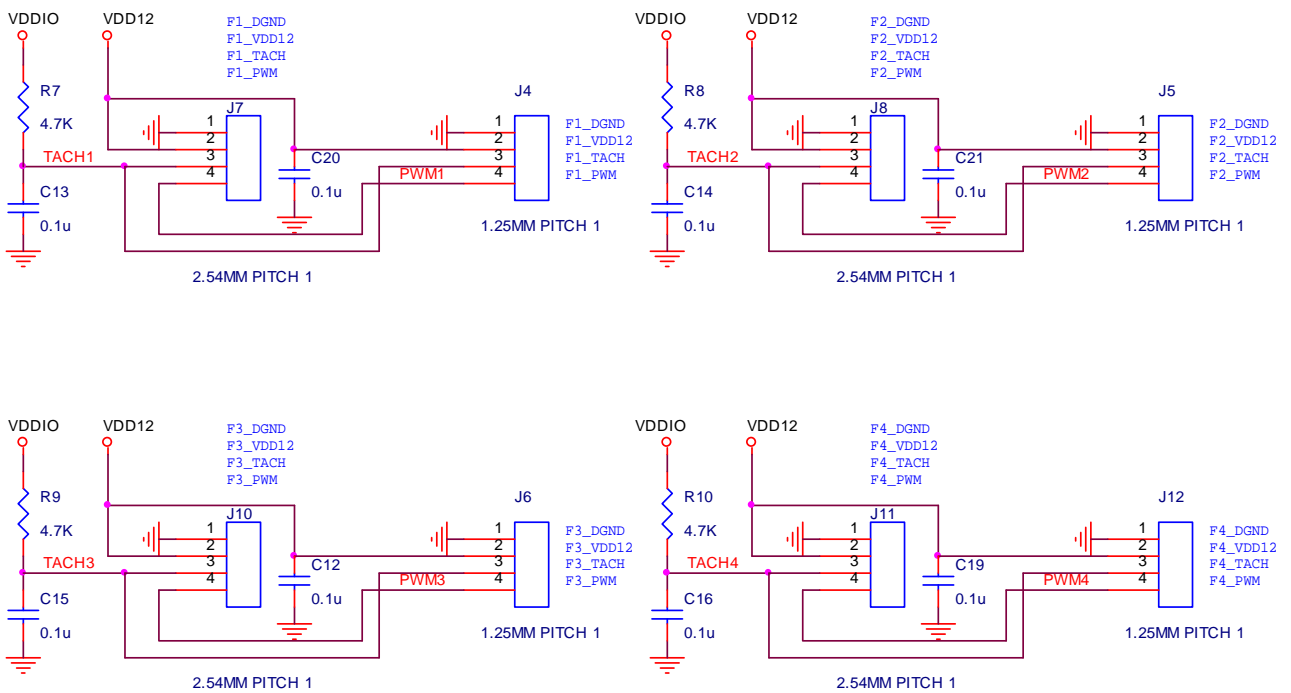 VDDIO
VDD12
F1_DGND
F1_VDD12
F1_TACH
F1_PWM
R7
4.7K
J7
1
2
3
4
J4
1
2
3
4
F1_DGND
F1_VDD12
F1_TACH
F1_PWM
TACH1
C20
0.1u
PWM1
C13
0.1u
1.25MM PITCH 1
2.54MM PITCH 1
VDDIO
VDD12
F2_DGND
F2_VDD12
F2_TACH
F2_PWM
R8
4.7K
J8
1
2
3
4
J5
1
2
3
4
F2_DGND
F2_VDD12
F2_TACH
F2_PWM
TACH2
C21
0.1u
PWM2
C14
0.1u
1.25MM PITCH 1
2.54MM PITCH 1
VDDIO
VDD12
F3_DGND
F3_VDD12
F3_TACH
F3_PWM
R9
4.7K
J10
1
2
3
4
J6
1
2
3
4
F3_DGND
F3_VDD12
F3_TACH
F3_PWM
TACH3
C12
0.1u
PWM3
C15
0.1u
1.25MM PITCH 1
2.54MM PITCH 1
VDDIO
VDD12
F4_DGND
F4_VDD12
F4_TACH
F4_PWM
R10
4.7K
J11
1
2
3
4
J12
1
2
3
4
F4_DGND
F4_VDD12
F4_TACH
F4_PWM
TACH4
C19
0.1u
PWM4
C16
0.1u
1.25MM PITCH 1
2.54MM PITCH 1